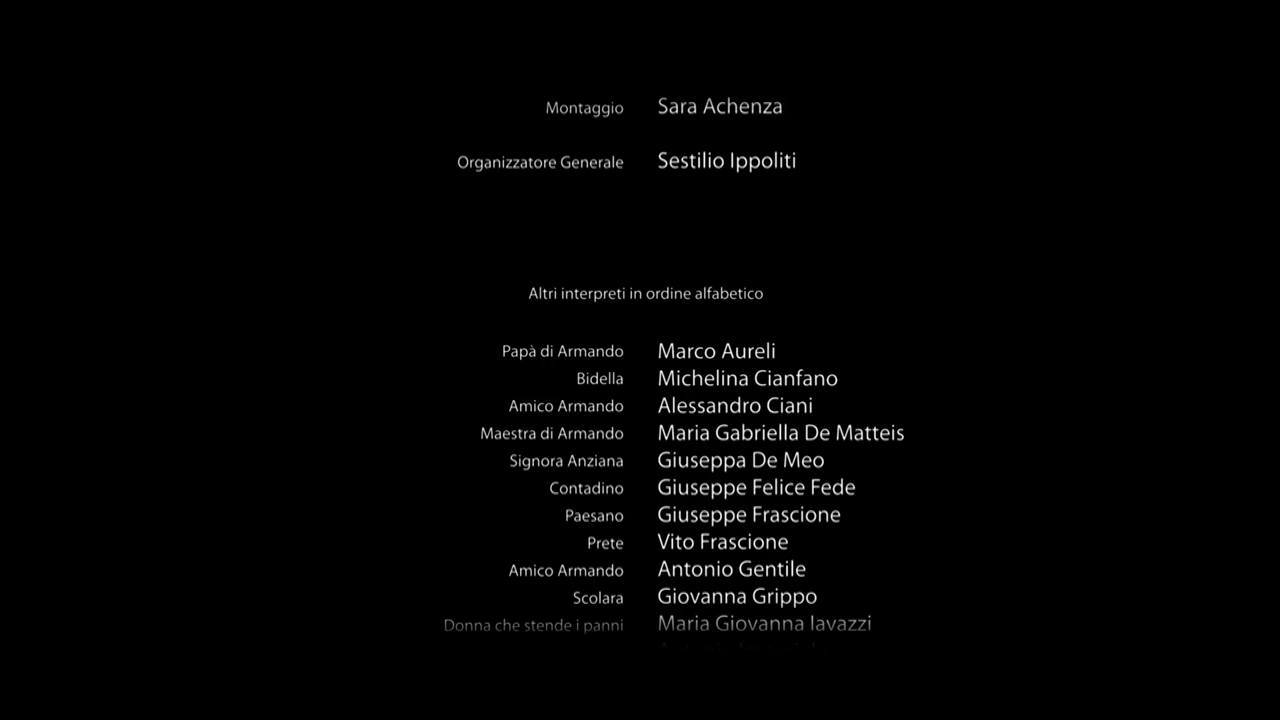 Montaggio Sara Achenza
Organizzatore Generale Sestilio Ippoliti
Altri interpreti in ordine alfabetico
Papà di Armando Marco Aureli
Bidella Michelina Cianfano
Amico Armando Alessandro Ciani
Maestra di Armando Maria Gabriella De Matteis
Signora Anziana Giuseppa De Meo
Contadino Giuseppe Felice Fede
Paesano Giuseppe Frascione
Prete Vito Frascione
Amico Armando Antonio Gentile
Scolara Giovanna Grippo
Donna che stende i panni Maria Giovanna Iavazzi